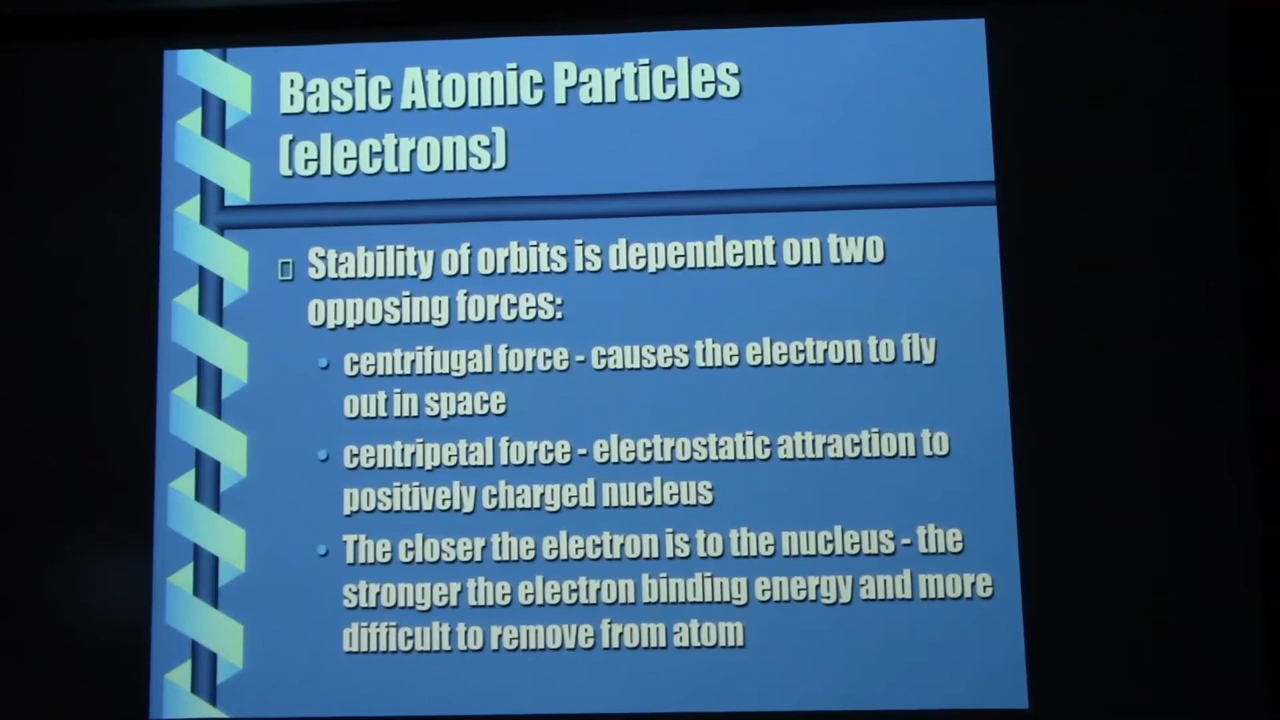 Basic Atomic Particles
(electrons)
Stability of orbits is dependent on two
opposing forces:
• centrifugal force - causes the electron to fly
out in space
• centripetal force - electrostatic attraction to
positively charged nucleus
• The closer the electron is to the nucleus - the
stronger the electron binding energy and more
difficult to remove from atom